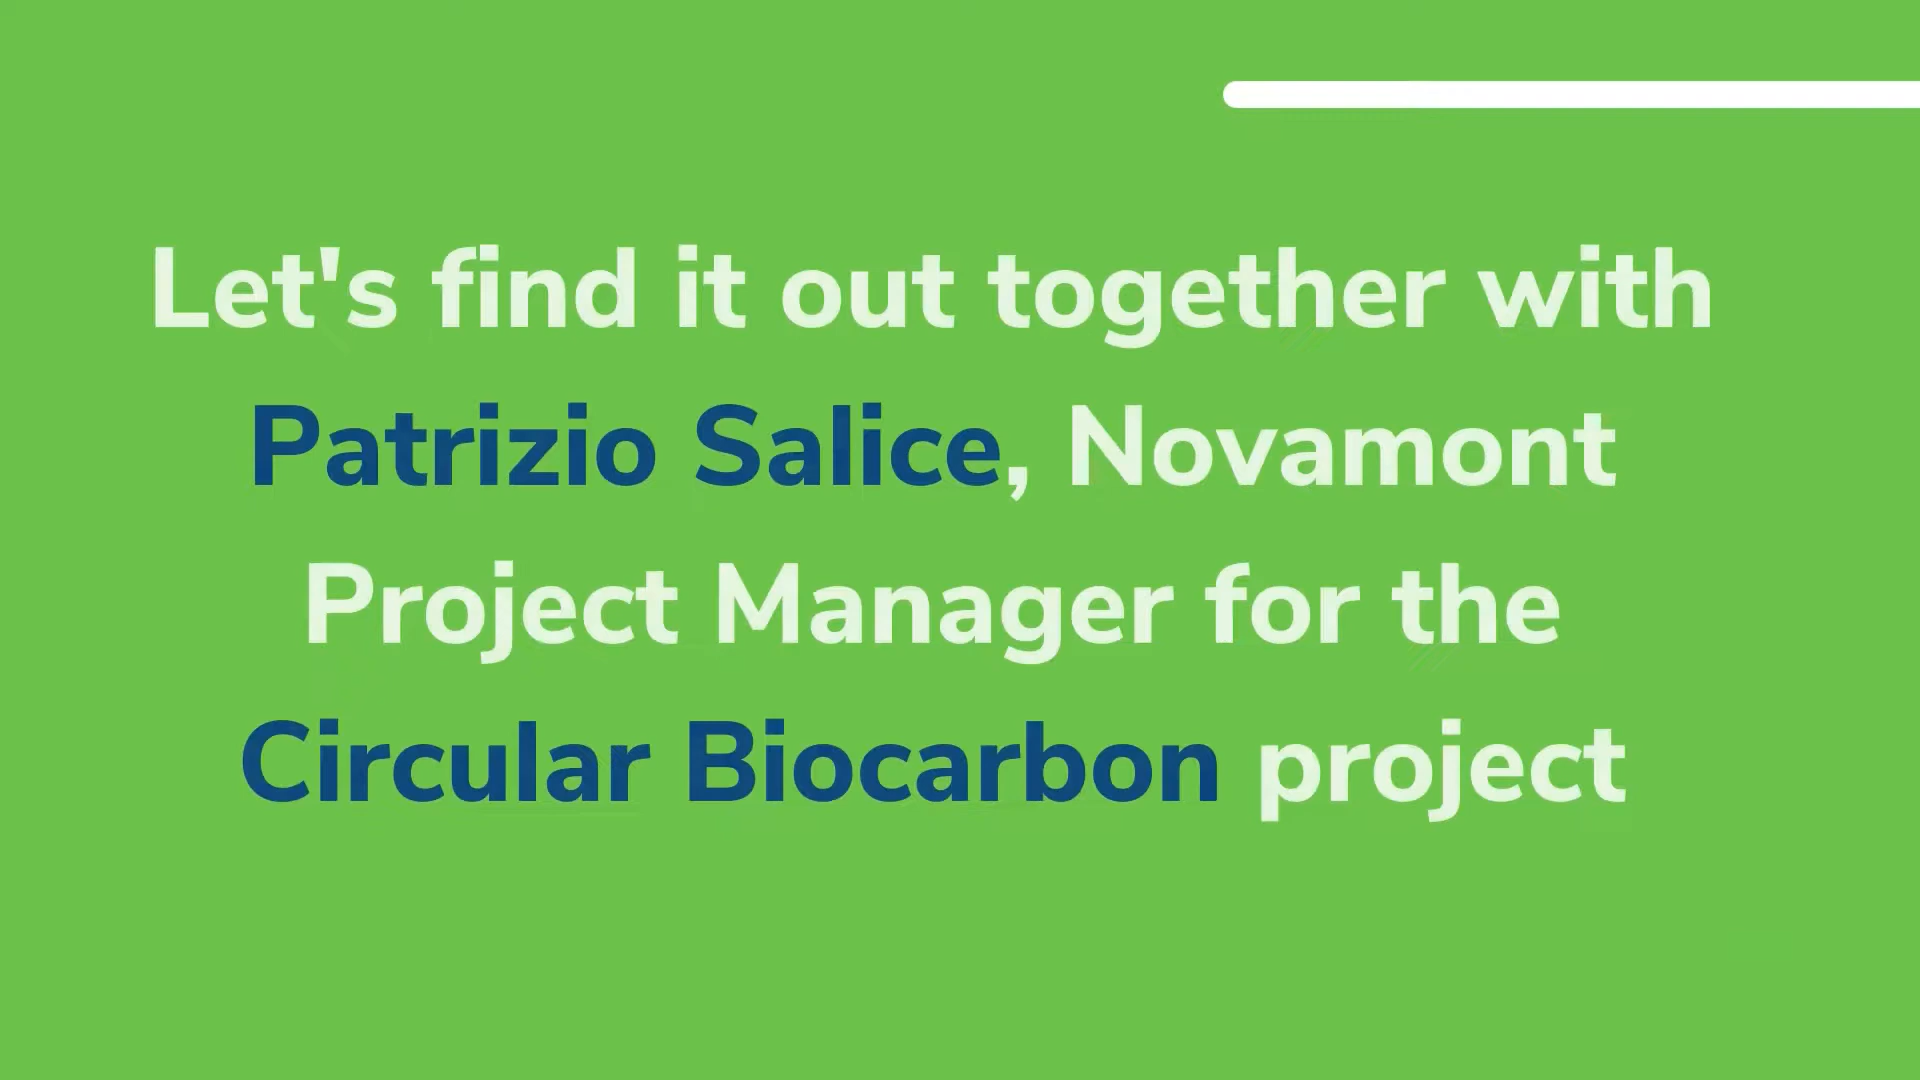 Let's find it out together with
Patrizio Salice, Novamont
Project Manager for the
Circular Biocarbon project